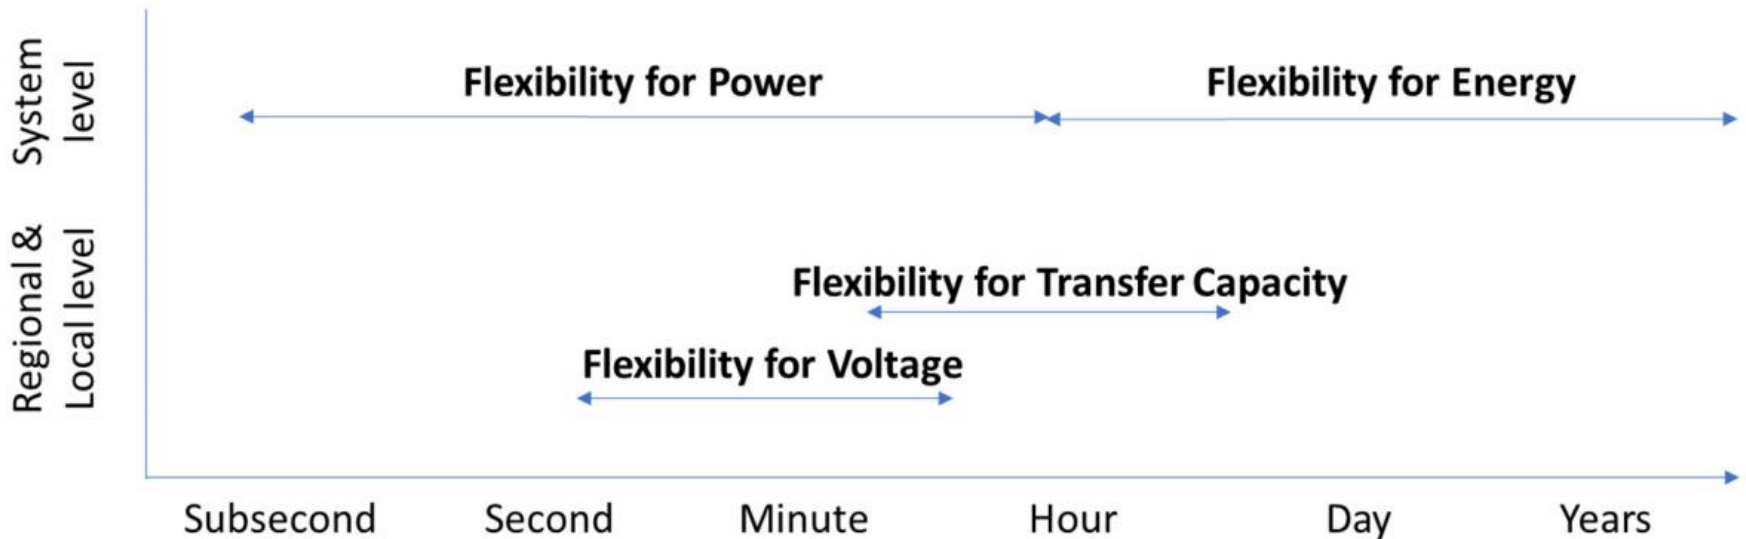 System
level
Flexibility for Power
Flexibility for Energy
Regional &
Local level
Flexibility for Transfer Capacity
Flexibility for Voltage
Subsecond
Second
Minute
Hour
Day
Years